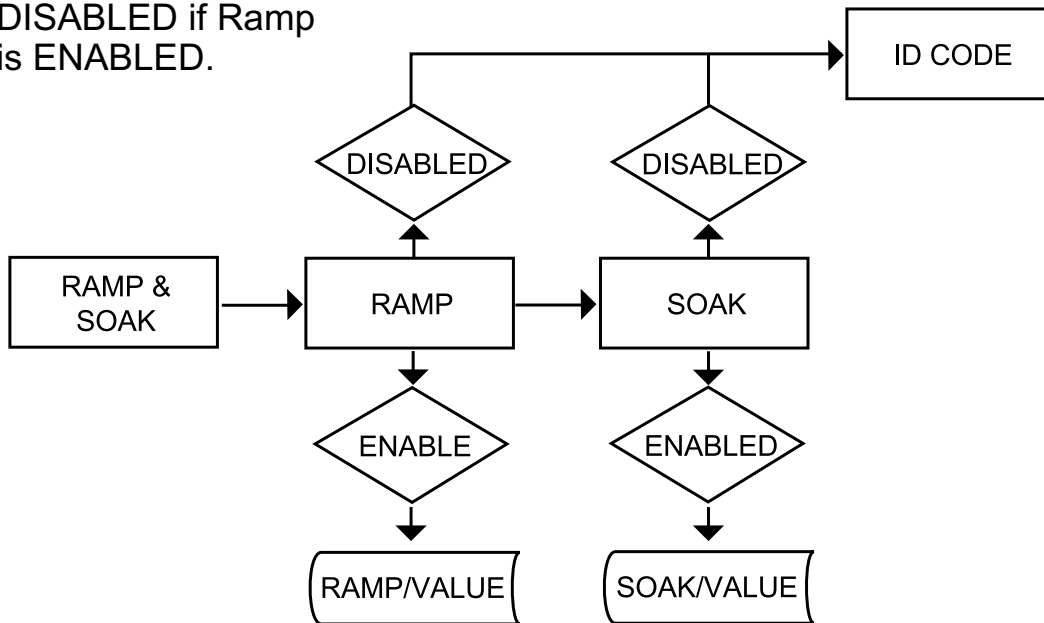 DISABLED if Ramp
is ENABLED.
ID CODE
DISABLED
DISABLED
RAMP &
SOAK
RAMP
SOAK
ENABLE
ENABLED
RAMP/VALUE
SOAK/VALUE